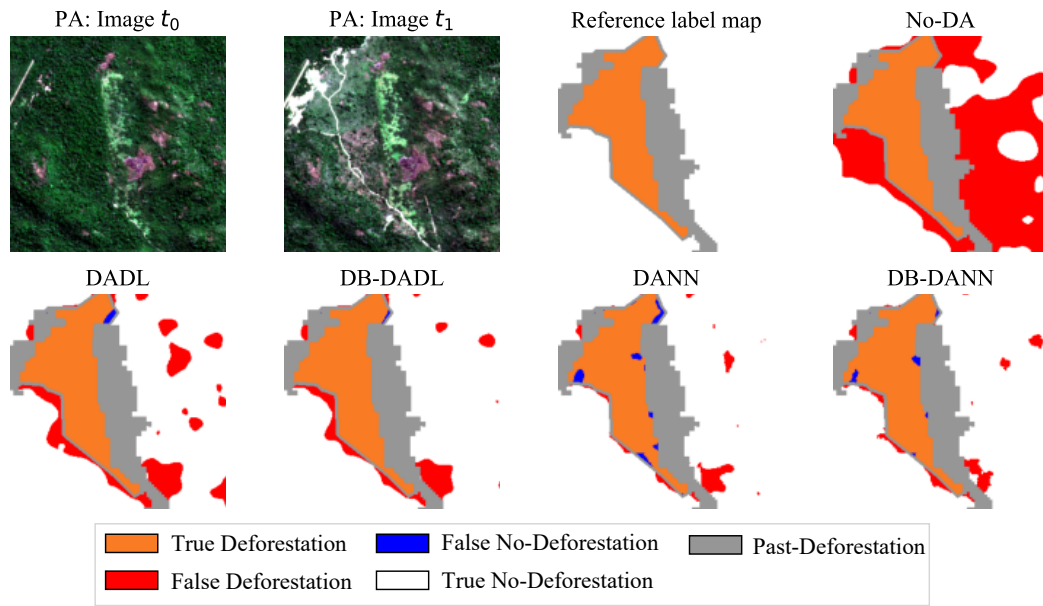 PA: Image t₀
PA: Image t₁
Reference label map
No-DA
DADL
DB-DADL
DANN
DB-DANN
True Deforestation
False No-Deforestation
Past-Deforestation
False Deforestation
True No-Deforestation